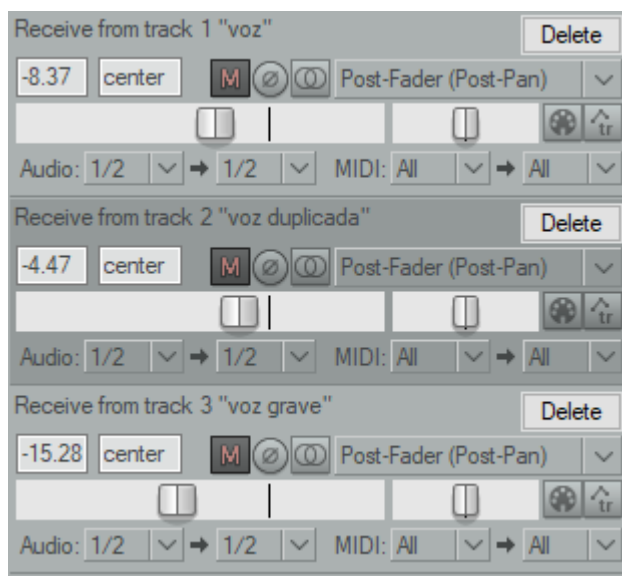 Receive from track 1 "voz" Delete
-8.37 center M Post-Fader (Post-Pan)
tr
Audio: 1/2 1/2 MIDI: All All
Receive from track 2 "voz duplicada" Delete
-4.47 center M Post-Fader (Post-Pan)
tr
Audio: 1/2 1/2 MIDI: All All
Receive from track 3 "voz grave" Delete
-15.28 center M Post-Fader (Post-Pan)
tr
Audio: 1/2 1/2 MIDI: All All